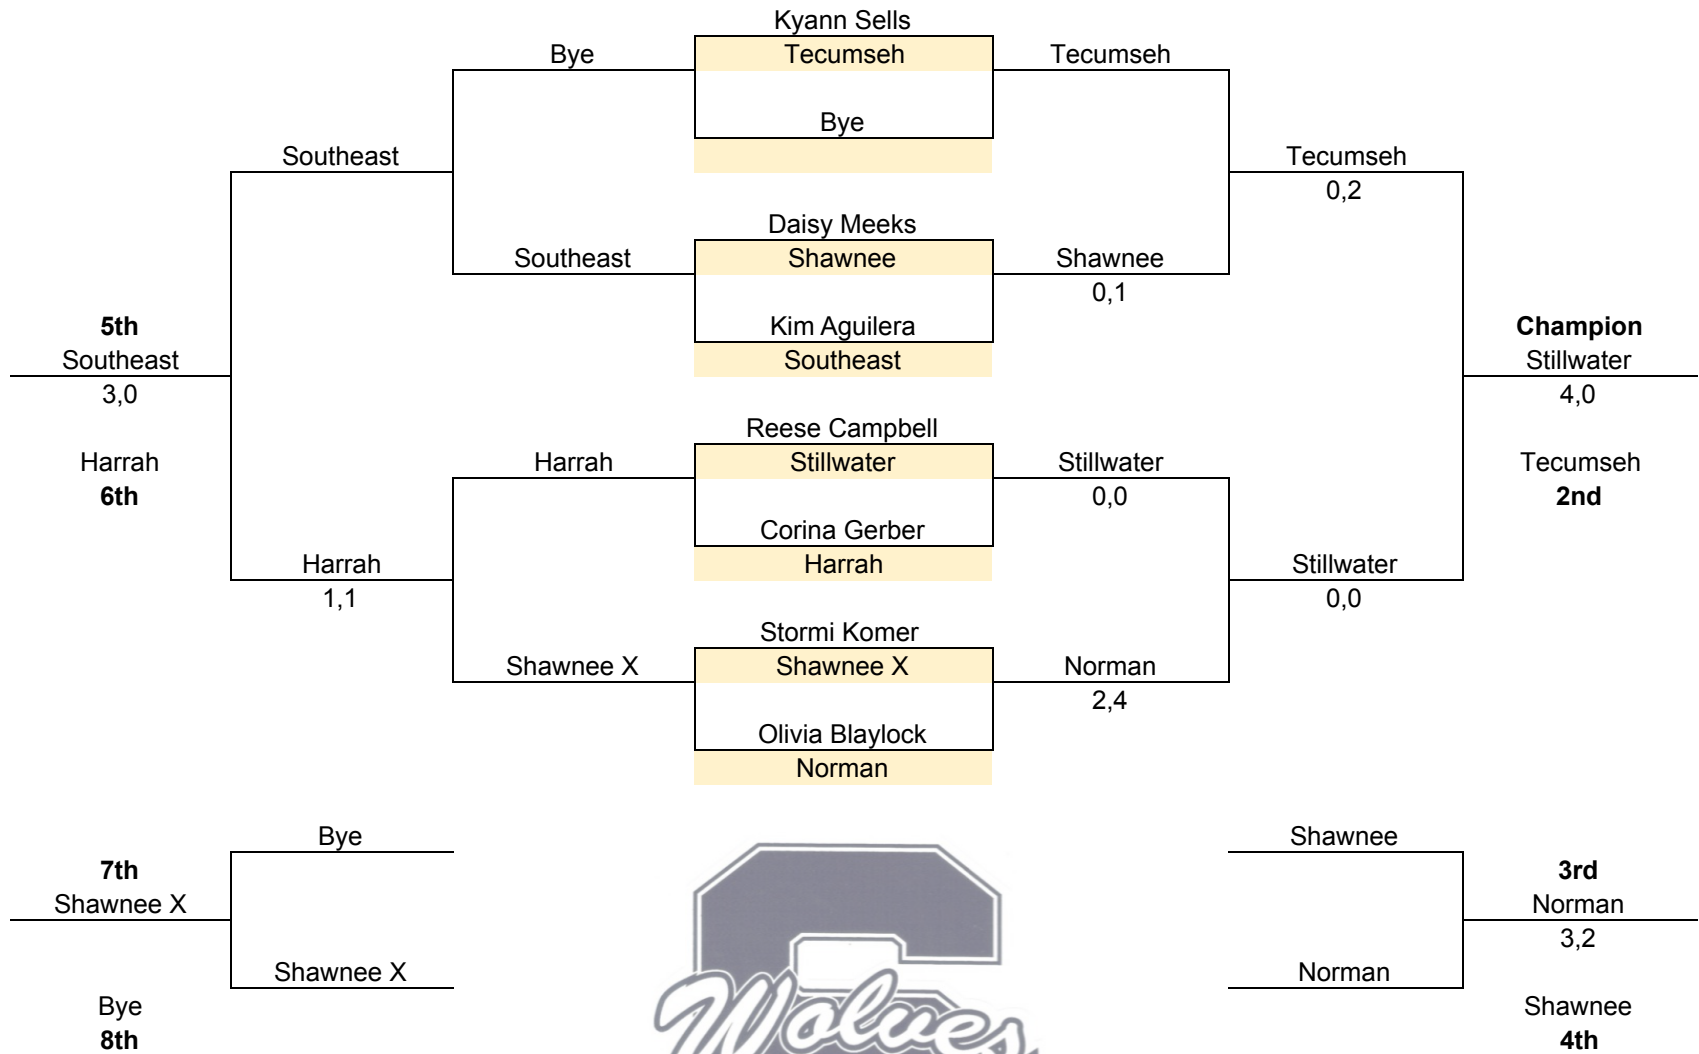 Kyann Sells
Bye
Tecumseh
Tecumseh
Bye
Southeast
Tecumseh
0,2
Daisy Meeks
Southeast
Shawnee
Shawnee
0,1
5th
Kim Aguilera
Champion
Southeast
Southeast
Stillwater
3,0
4,0
Reese Campbell
Harrah
Harrah
Stillwater
Stillwater
Tecumseh
6th
0,0
2nd
Corina Gerber
Harrah
Harrah
Stillwater
1,1
0,0
Stormi Komer
Shawnee X
Shawnee X
Norman
2,4
Olivia Blaylock
Norman
Bye
Shawnee
7th
3rd
Shawnee X
Norman
3,2
Shawnee X
Norman
Bye
Shawnee
8th
4th
S
Wolves